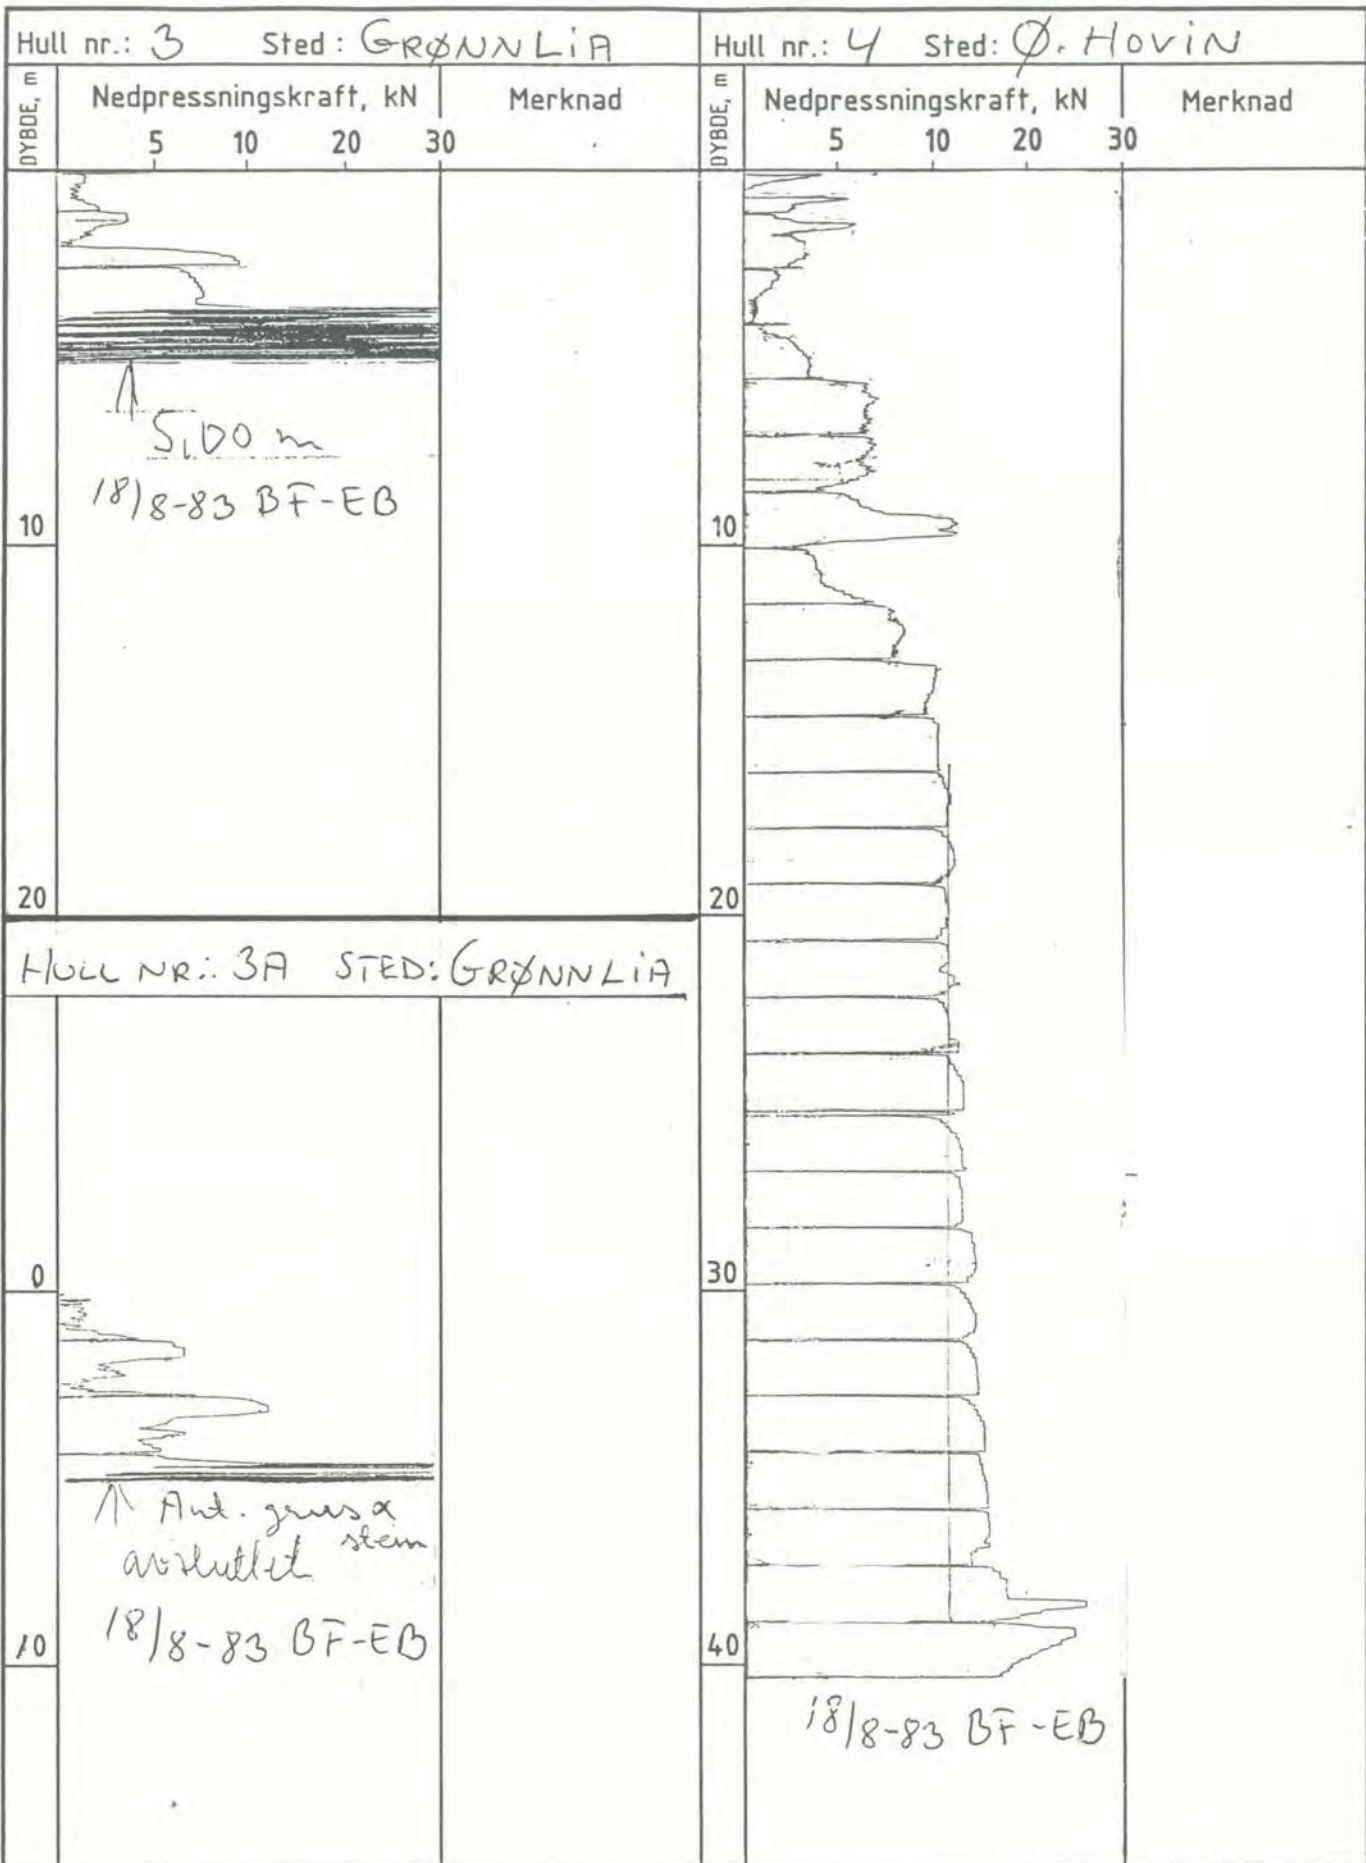 Hull nr.: 3 Sted: GRØNNLiA
DYBDE, m
Nedpressningskraft, kN
Merknad
5 10 20 30
5,00 m
18/8-83 BF-EB
10
20
HULL NR.: 3A STED: GRØNNLiA
0
Ant. grus &
stein
avsluttet
18/8-83 BF-EB
10
Hull nr.: 4 Sted: Ø. HOViN
DYBDE, m
Nedpressningskraft, kN
Merknad
5 10 20 30
10
20
30
40
18/8-83 BF-EB